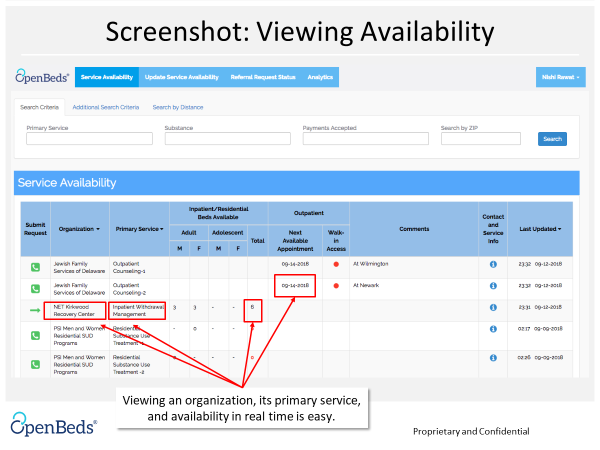 Screenshot: Viewing Availability
OpenBeds®
Service Availability
Update Service Availability
Referral Request Status
Analytics
Nishi Rawat
Search Criteria
Additional Search Criteria
Search by Distance
Primary Service
Substance
Payments Accepted
Search by ZIP
Search
Service Availability
Inpatient/Residential
Beds Available
Outpatient
Submit
Request
Organization
Primary Service
Adult
Adolescent
Total
M F M F
Next
Available
Appointment
Walk-
in
Access
Comments
Contact
and
Service
Info
Last Updated
Jewish Family
Services of Delaware
Outpatient
Counseling-1
09-14-2018
At Wilmington
23:32 09-12-2018
Jewish Family
Services of Delaware
Outpatient
Counseling-2
09-14-2018
At Newark
23:32 09-12-2018
NET Kirkwood
Recovery Center
Inpatient Withdrawal
Management
3 3 - - 6
23:31 09-12-2018
PSI Men and Women
Residential SUD
Programs
Residential
Substance Use
Treatment -1
- 0 - -
02:17 09-09-2018
PSI Men and Women
Residential SUD
Programs
Residential
Substance Use
Treatment -2
- - - 0
02:26 09-09-2018
Viewing an organization, its primary service,
and availability in real time is easy.
OpenBeds®
Proprietary and Confidential